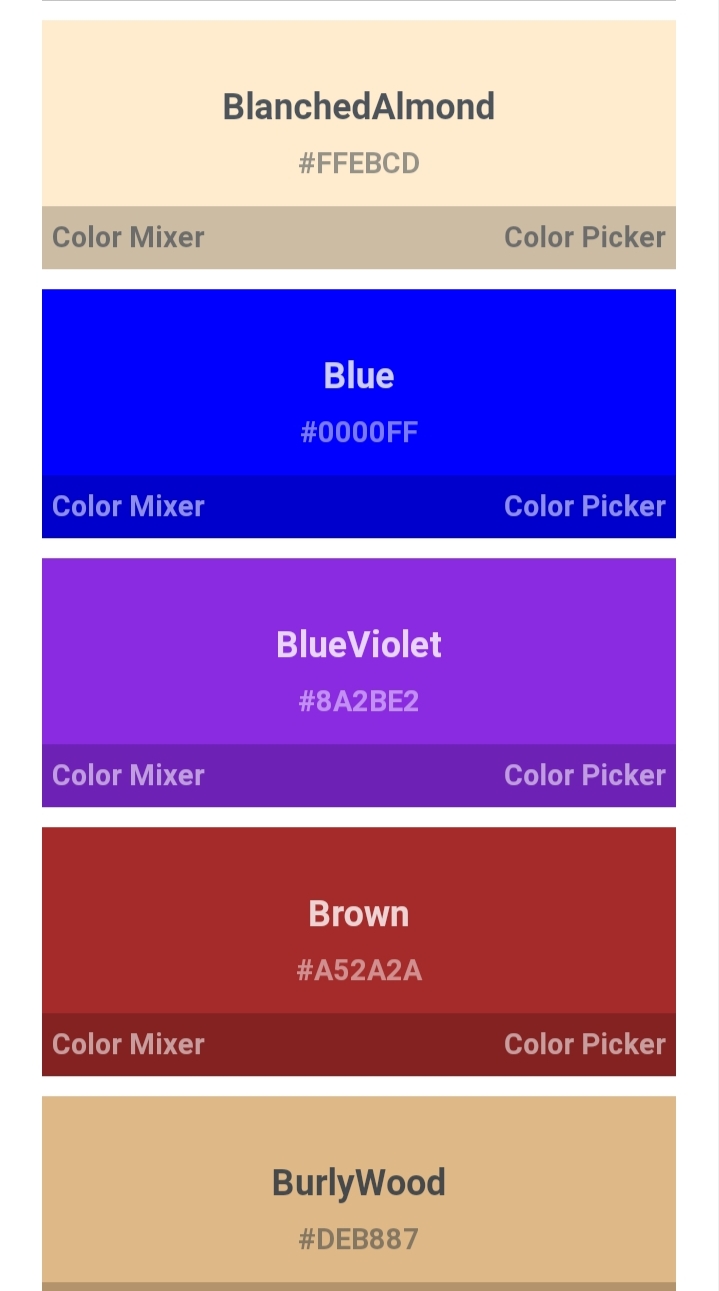 BlanchedAlmond
#FFEBCD
Color Mixer Color Picker
Blue
#0000FF
Color Mixer Color Picker
BlueViolet
#8A2BE2
Color Mixer Color Picker
Brown
#A52A2A
Color Mixer Color Picker
BurlyWood
#DEB887